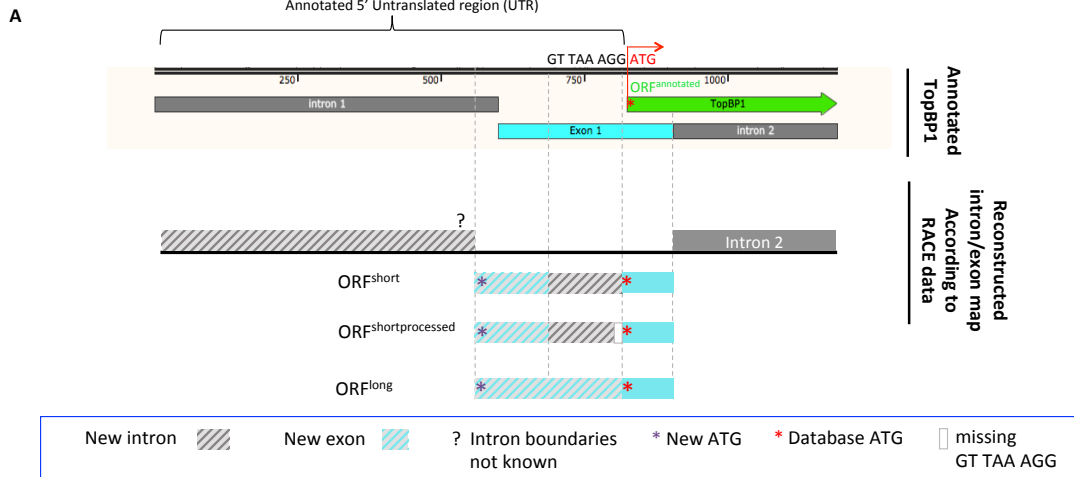 A
Annotated 5' Untranslated region (UTR)
GT TAA AGG ATG
250
500
750
1000
ORFannotated
intron 1
TopBP1
Exon 1
intron 2
Annotated
TopBP1
?
Intron 2
ORFshort
ORFshortprocessed
ORFlong
Reconstructed
intron/exon map
According to
RACE data
New intron
New exon
? Intron boundaries
not known
* New ATG
* Database ATG
missing
GT TAA AGG